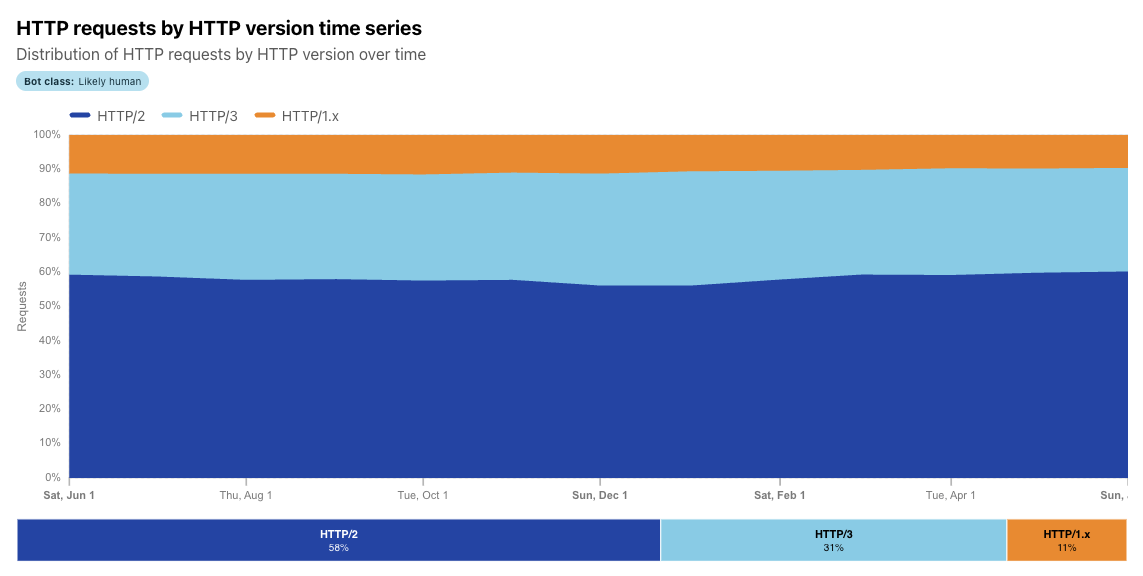 HTTP requests by HTTP version time series
Distribution of HTTP requests by HTTP version over time
Bot class: Likely human
HTTP/2 HTTP/3 HTTP/1.x
100%
90%
80%
70%
60%
50%
40%
30%
20%
10%
0%
Requests
Sat, Jun 1 Thu, Aug 1 Tue, Oct 1 Sun, Dec 1 Sat, Feb 1 Tue, Apr 1 Sun,
HTTP/2 HTTP/3 HTTP/1.x
58% 31% 11%